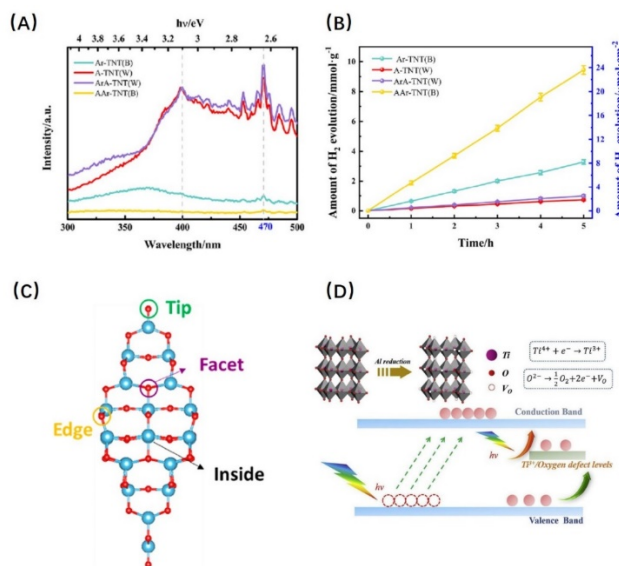 (A)
hν/eV
4 3.8 3.6 3.4 3.2 3 2.8 2.6
Ar-TNT(B)
A-TNT(W)
ArA-TNT(W)
AAr-TNT(B)
Intensity/a.u.
300 350 400 450 470 500
Wavelength/nm
(B)
Amount of H2 evolution/mmol·g-1
10
8
6
4
2
0
Ar-TNT(B)
A-TNT(W)
ArA-TNT(W)
AAr-TNT(B)
24
20
16
12
8
4
0
0 1 2 3 4 5
Time/h
(C)
Tip
Facet
Edge
Inside
(D)
Al reduction
Ti
O
VO
Ti4+ + e- → Ti3+
O2- → 1/2 O2+2e-+VO
Conduction Band
hν
Ti3+/Oxygen defect levels
hν
Valence Band